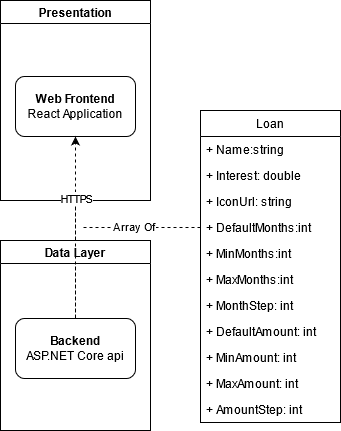 Presentation
Web Frontend
React Application
HTTPS
Array Of
Data Layer
Backend
ASP.NET Core api
Loan
+ Name:string
+ Interest: double
+ IconUrl: string
+ DefaultMonths:int
+ MinMonths:int
+ MaxMonths:int
+ MonthStep: int
+ DefaultAmount: int
+ MinAmount: int
+ MaxAmount: int
+ AmountStep: int